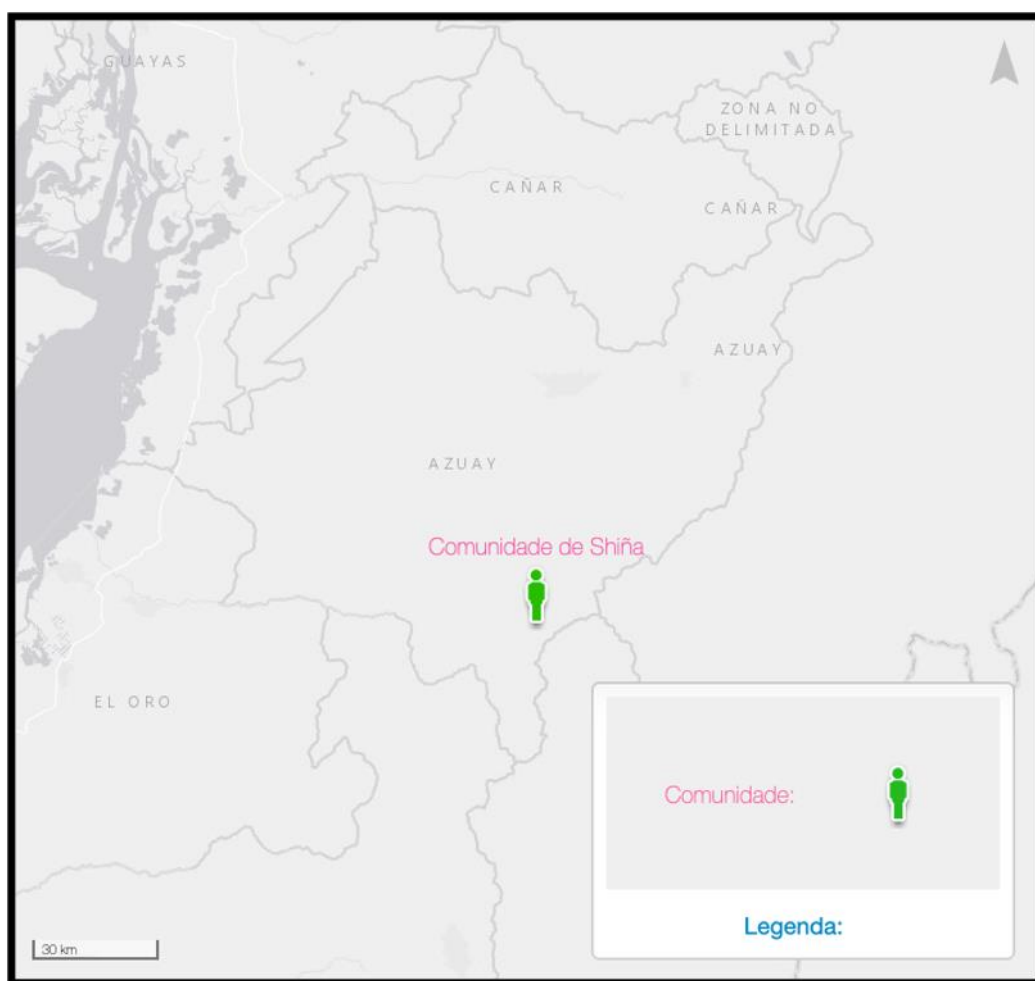 GUAYAS
ZONA NO
DELIMITADA
CAÑAR
CAÑAR
AZUAY
AZUAY
Comunidade de Shiña
EL ORO
Comunidade:
Legenda:
30 km